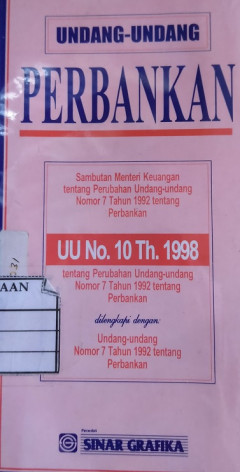 UNDANG-UNDANG
PERBANKAN
Sambutan Menteri Keuangan
tentang Perubahan Undang-undang
Nomor 7 Tahun 1992 tentang
Perbankan
UU No. 10 Th. 1998
tentang Perubahan Undang-undang
Nomor 7 Tahun 1992 tentang
Perbankan
dilengkapi dengan:
Undang-undang
Nomor 7 Tahun 1992 tentang
Perbankan
AAN
Penerbit
SINAR GRAFIKA